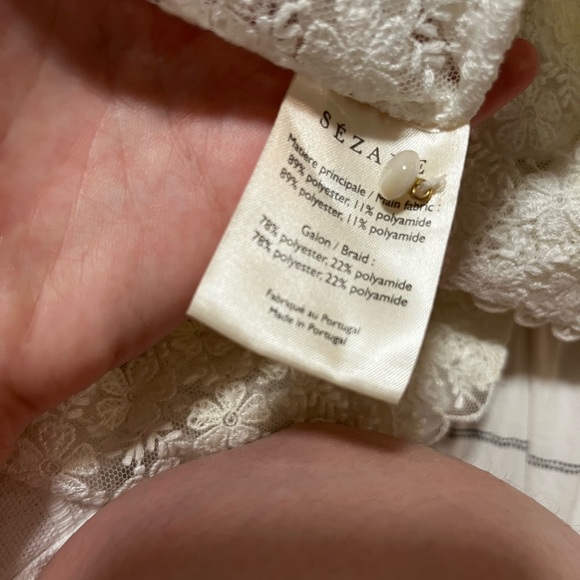 SÉZANE
Matière principale / Main fabric :
89% polyester, 11% polyamide
89% polyester, 11% polyamide
Galon / Braid :
78% polyester, 22% polyamide
78% polyester, 22% polyamide
Fabriqué au Portugal
Made in Portugal